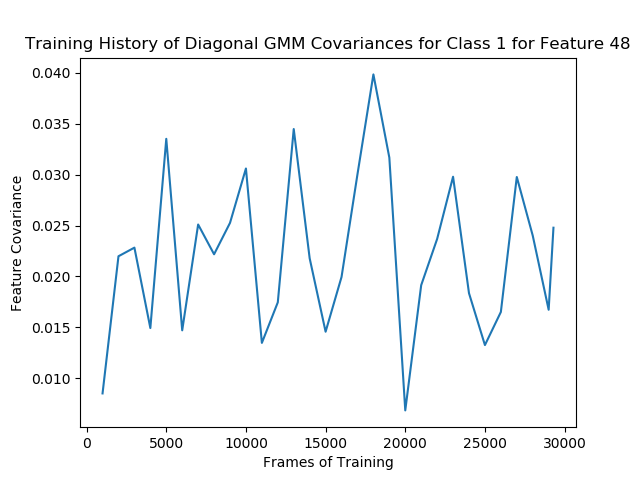 Training History of Diagonal GMM Covariances for Class 1 for Feature 48
0.040
0.035
0.030
0.025
0.020
0.015
0.010
Feature Covariance
0 5000 10000 15000 20000 25000 30000
Frames of Training